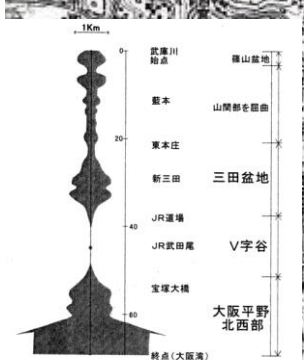 1Km
0
武庫川
始点
篠山盆地
藍本
山間部を屈曲
20
東本庄
新三田
三田盆地
JR道場
40
JR武田尾
V字谷
宝塚大橋
大阪平野
北西部
60
終点(大阪湾)